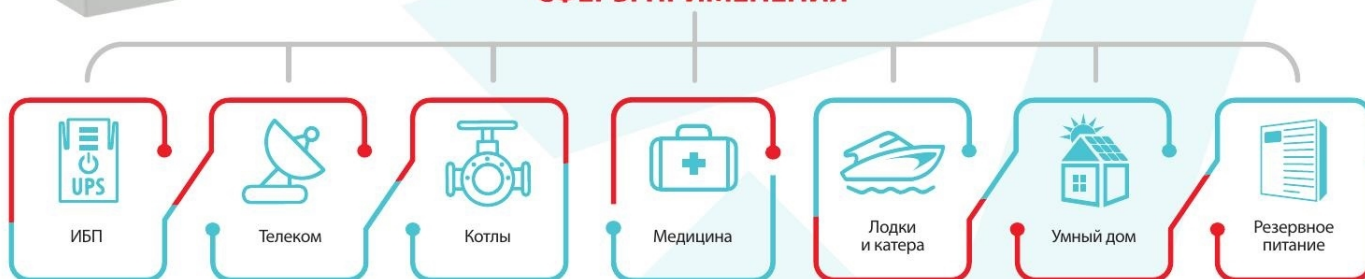 UPS
ИБП
Телеком
Котлы
Медицина
Лодки
и катера
Умный дом
Резервное
питание